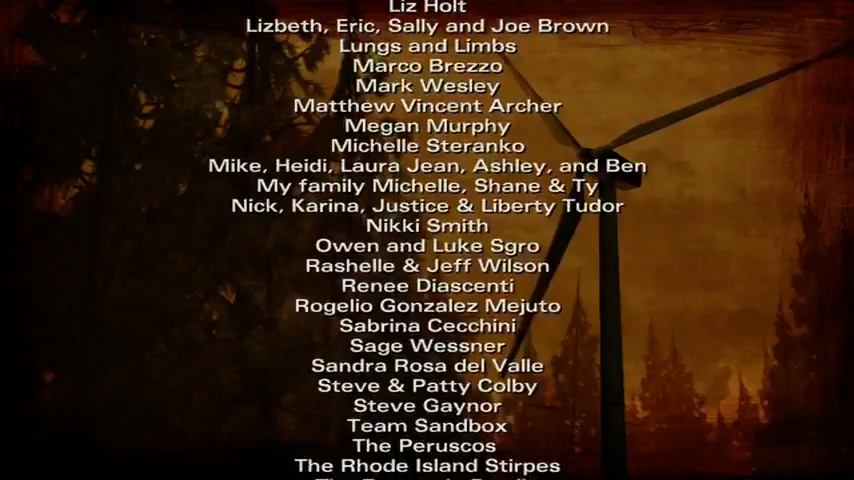 Liz Holt
Lizbeth, Eric, Sally and Joe Brown
Lungs and Limbs
Marco Brezzo
Mark Wesley
Matthew Vincent Archer
Megan Murphy
Michelle Steranko
Mike, Heidi, Laura Jean, Ashley, and Ben
My family Michelle, Shane & Ty
Nick, Karina, Justice & Liberty Tudor
Nikki Smith
Owen and Luke Sgro
Rashelle & Jeff Wilson
Renee Diascenti
Rogelio Gonzalez Mejuto
Sabrina Cecchini
Sage Wessner
Sandra Rosa del Valle
Steve & Patty Colby
Steve Gaynor
Team Sandbox
The Peruscos
The Rhode Island Stirpes